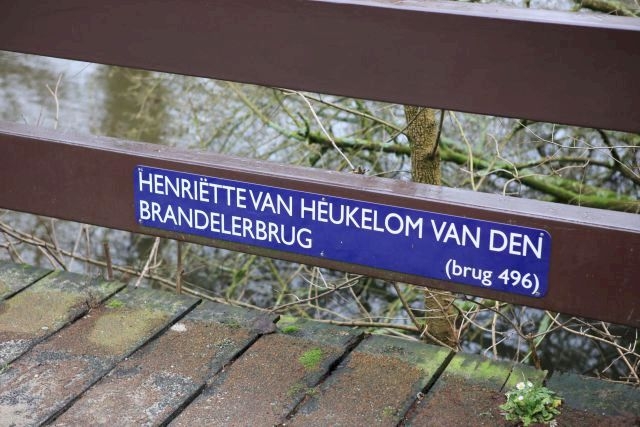 HENRIËTTE VAN HEUKELOM VAN DEN
BRANDELERBRUG
(brug 496)